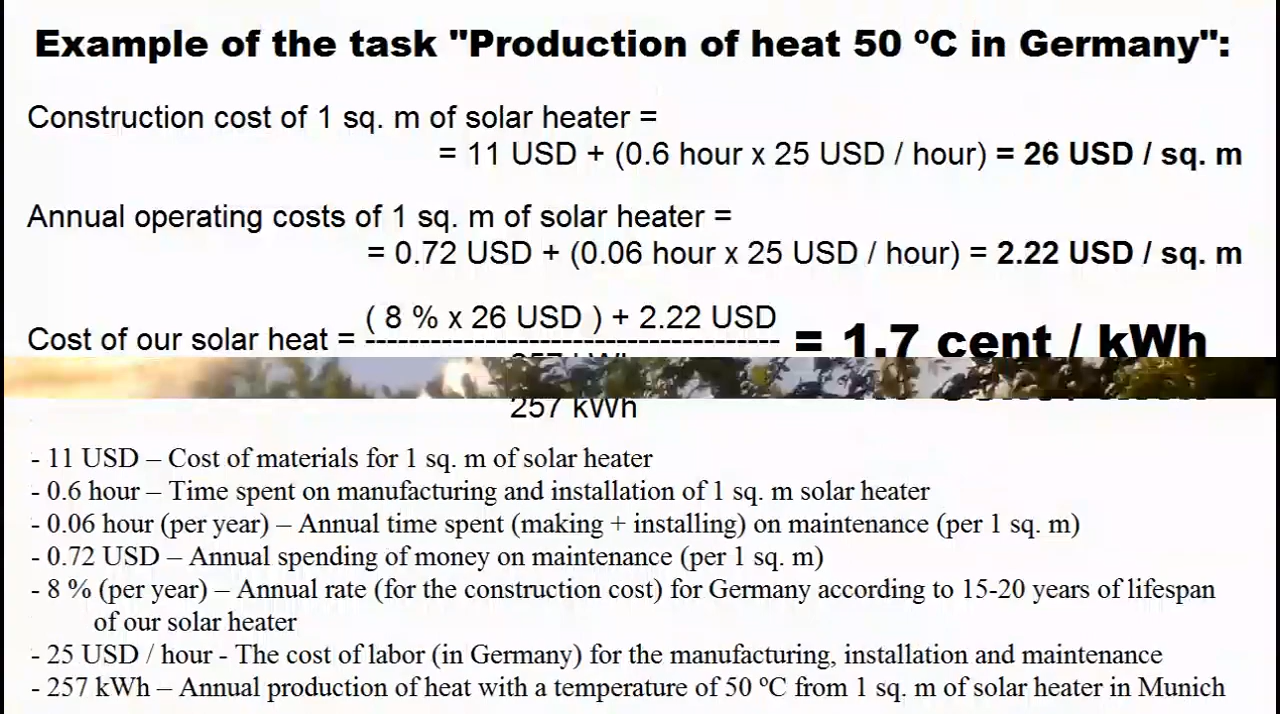 Example of the task "Production of heat 50 ºC in Germany":
Construction cost of 1 sq. m of solar heater =
= 11 USD + (0.6 hour x 25 USD / hour) = 26 USD / sq. m
Annual operating costs of 1 sq. m of solar heater =
= 0.72 USD + (0.06 hour x 25 USD / hour) = 2.22 USD / sq. m
( 8 % x 26 USD ) + 2.22 USD
Cost of our solar heat = ---------------------------------------- = 1.7 cent / kWh
257 kWh
- 11 USD – Cost of materials for 1 sq. m of solar heater
- 0.6 hour – Time spent on manufacturing and installation of 1 sq. m solar heater
- 0.06 hour (per year) – Annual time spent (making + installing) on maintenance (per 1 sq. m)
- 0.72 USD – Annual spending of money on maintenance (per 1 sq. m)
- 8 % (per year) – Annual rate (for the construction cost) for Germany according to 15-20 years of lifespan
of our solar heater
- 25 USD / hour - The cost of labor (in Germany) for the manufacturing, installation and maintenance
- 257 kWh – Annual production of heat with a temperature of 50 ºC from 1 sq. m of solar heater in Munich